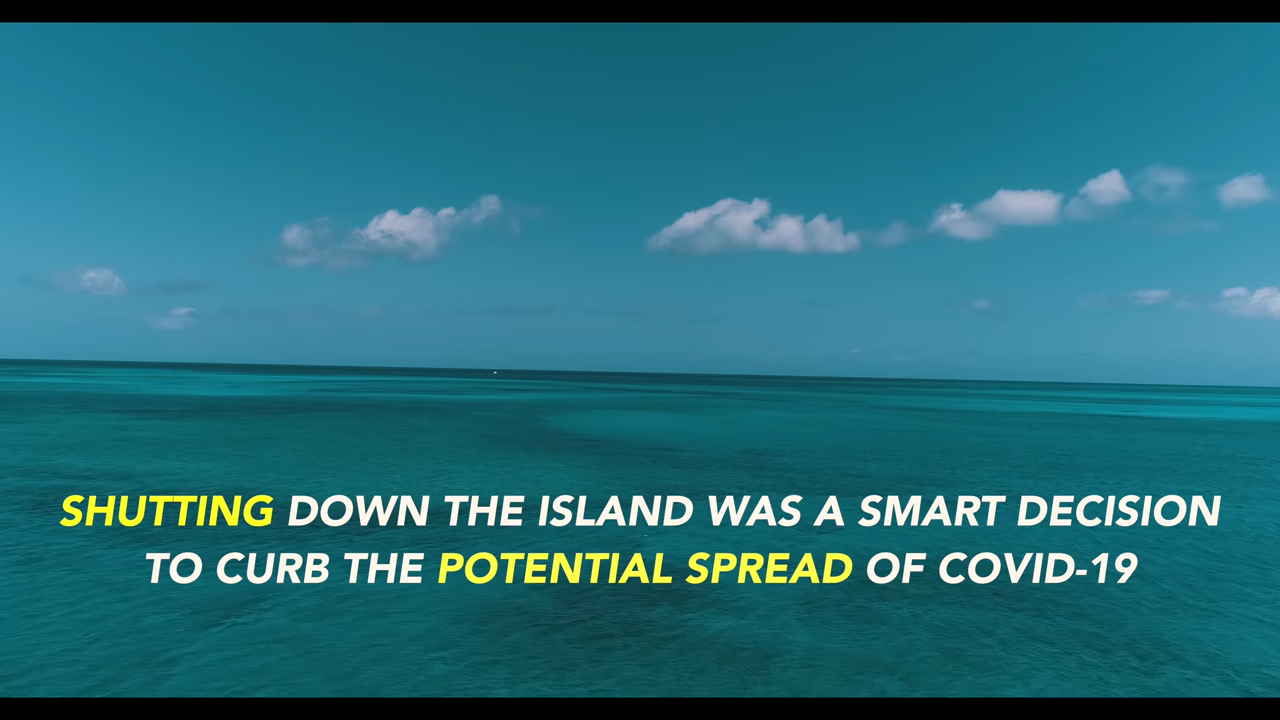 SHUTTING DOWN THE ISLAND WAS A SMART DECISION
TO CURB THE POTENTIAL SPREAD OF COVID-19